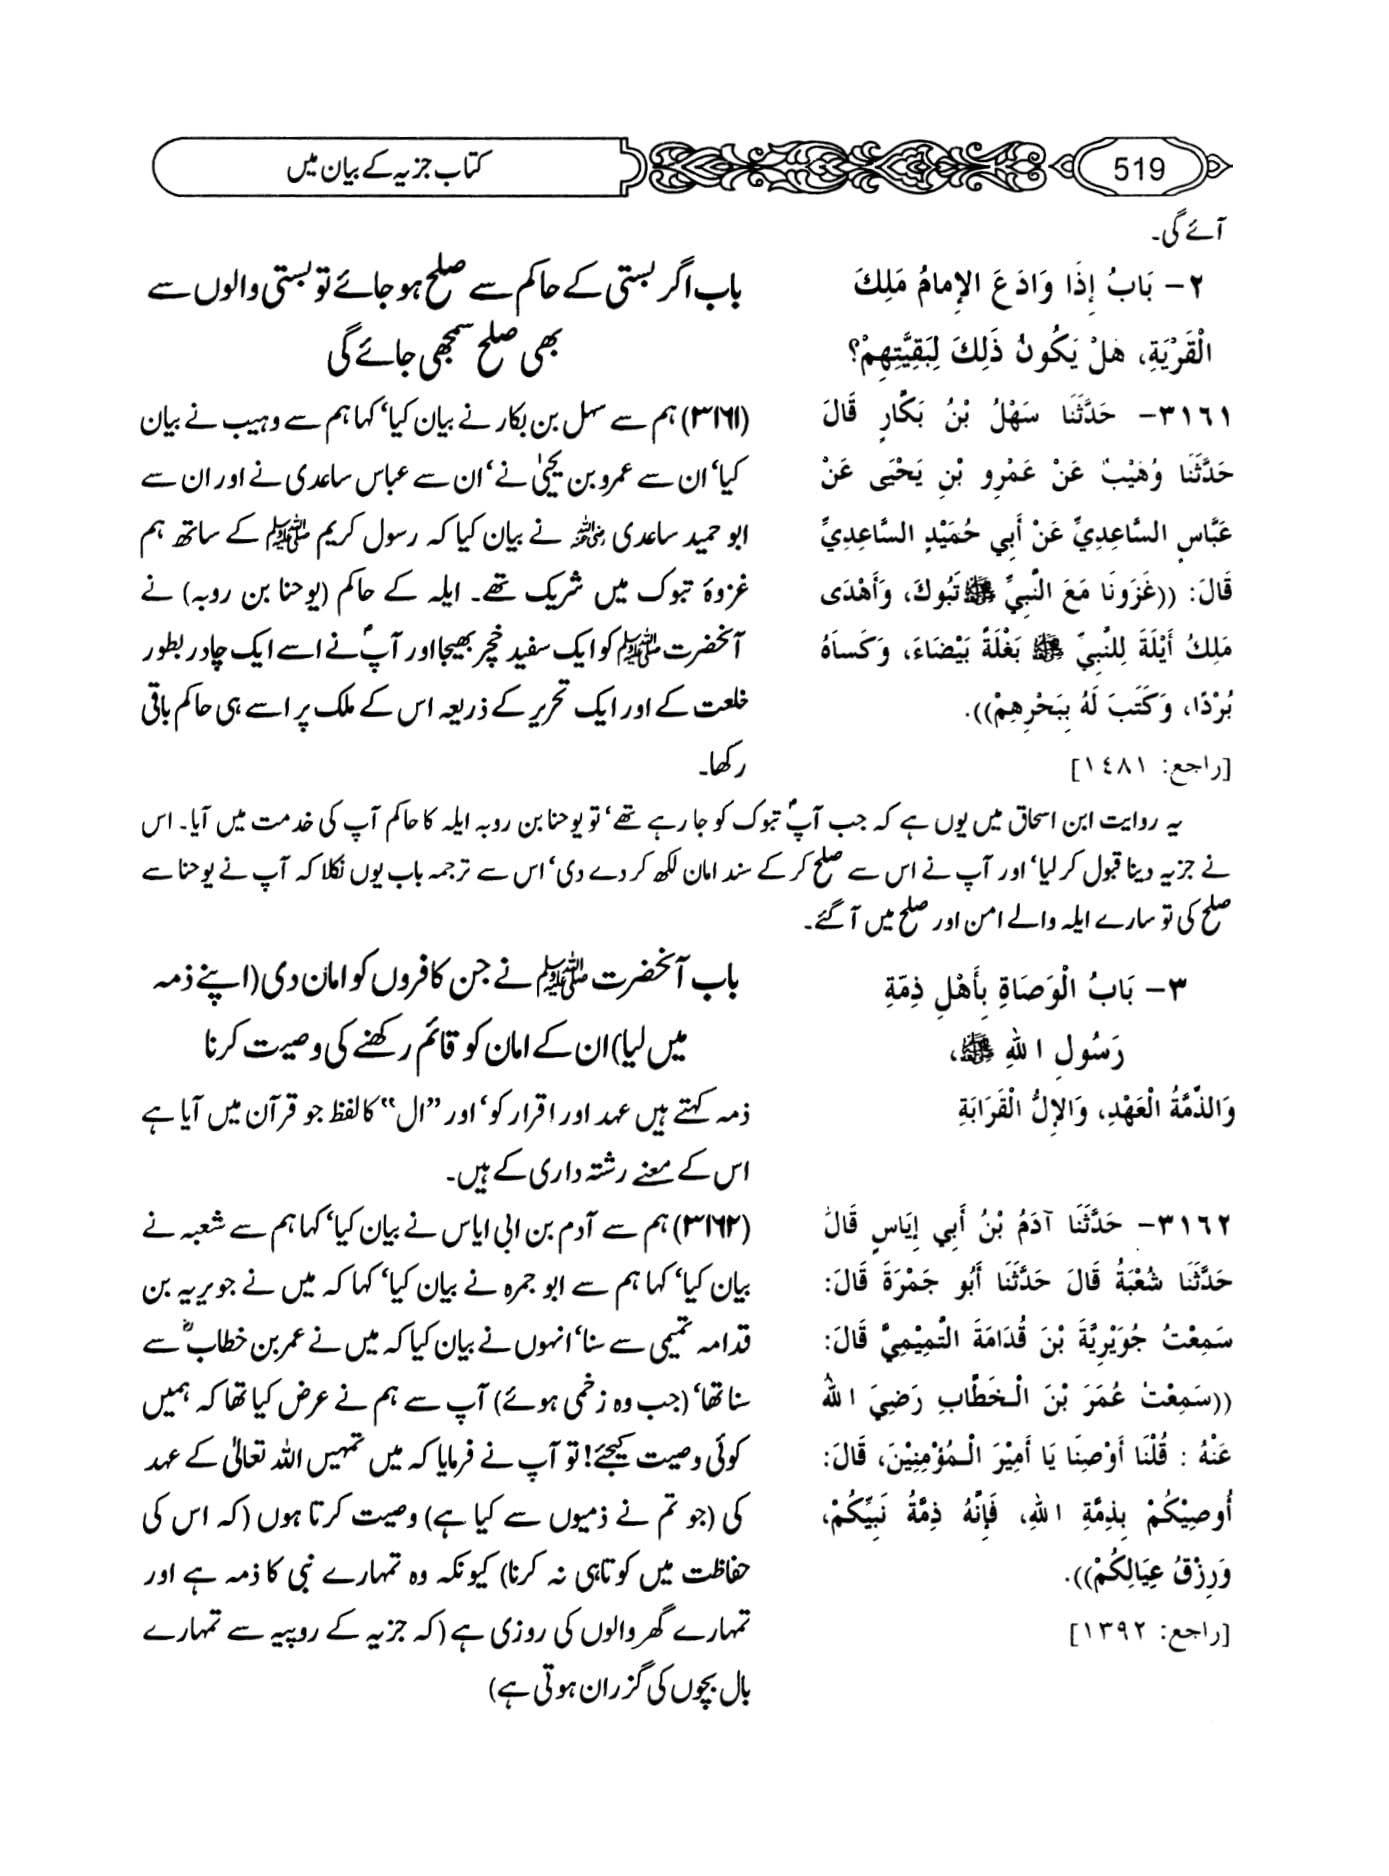 519
کتاب جزیہ کے بیان میں
آئے گی۔
٢- بَابُ إِذَا وَادَعَ الإِمامُ مَلِكَ
الْقَرْيَةِ، هَلْ يَكُونُ ذَلِكَ لِبَقِيَّتِهِمْ؟
٣١٦١- حَدَّثَنَا سَهْلُ بْنُ بَكَّارٍ قَالَ
حَدَّثَنَا وُهَيْبٌ عَنْ عَمْرِو بْنِ يَحْيَى عَنْ
عَبَّاسٍ السَّاعِدِيِّ عَنْ أَبِي حُمَيْدٍ السَّاعِدِيِّ
قَالَ: ((غَزَوْنَا مَعَ النَّبِيِّ ﷺ تَبُوكَ، وَأَهْدَى
مَلِكُ أَيْلَةَ لِلنَّبِيِّ ﷺ بَغْلَةً بَيْضَاءَ، وَكَسَاهُ
بُرْدًا، وَكَتَبَ لَهُ بِبَحْرِهِمْ)).
[راجع: ١٤٨١]
باب اگر بستی کے حاکم سے صلح ہو جائے تو بستی والوں سے
بھی صلح سمجھی جائے گی
(۳۱۶۱) ہم سے سہل بن بکار نے بیان کیا‘ کہا ہم سے وہیب نے بیان
کیا‘ ان سے عمرو بن یحیٰی نے‘ ان سے عباس ساعدی نے اور ان سے
ابو حمید ساعدی رضی اللہ عنہ نے بیان کیا کہ رسول کریم ﷺ کے ساتھ ہم
غزوۂ تبوک میں شریک تھے۔ ایلہ کے حاکم (یوحنا بن روبہ) نے
آنحضرت ﷺ کو ایک سفید خچر بھیجا اور آپؐ نے اسے ایک چادر بطور
خلعت کے اور ایک تحریر کے ذریعہ اس کے ملک پر اسے ہی حاکم باقی
رکھا۔
یہ روایت ابن اسحاق میں یوں ہے کہ جب آپؐ تبوک کو جا رہے تھے‘ تو یوحنا بن روبہ ایلہ کا حاکم آپ کی خدمت میں آیا۔ اس
نے جزیہ دینا قبول کر لیا‘ اور آپ نے اس سے صلح کر کے سند امان لکھ کر دے دی‘ اس سے ترجمہ باب یوں نکلا کہ آپ نے یوحنا سے
صلح کی تو سارے ایلہ والے امن اور صلح میں آگئے۔
٣- بَابُ الْوَصَاةِ بِأَهْلِ ذِمَّةِ
رَسُولِ اللهِ ﷺ،
وَالذِّمَّةُ الْعَهْدِ، وَالإِلُّ الْقَرَابَةِ
٣١٦٢- حَدَّثَنَا آدَمُ بْنُ أَبِي إِيَاسٍ قَالَ
حَدَّثَنَا شُعْبَةُ قَالَ حَدَّثَنَا أَبُو جَمْرَةَ قَالَ:
سَمِعْتُ جُوَيْرِيَّةَ بْنَ قُدَامَةَ التَّمِيْمِيَّ قَالَ:
((سَمِعْتُ عُمَرَ بْنَ الْخَطَّابِ رَضِيَ اللهُ
عَنْهُ : قُلْنَا أَوْصِنَا يَا أَمِيْرَ الْمُؤْمِنِيْنَ، قَالَ:
أُوصِيْكُمْ بِذِمَّةِ اللهِ، فَإِنَّهُ ذِمَّةُ نَبِيِّكُمْ،
وَرِزْقُ عِيَالِكُمْ)).
[راجع: ١٣٩٢]
باب آنحضرت ﷺ نے جن کافروں کو امان دی (اپنے ذمہ
میں لیا) ان کے امان کو قائم رکھنے کی وصیت کرنا
ذمہ کہتے ہیں عہد اور اقرار کو‘ اور ”ال“ کا لفظ جو قرآن میں آیا ہے
اس کے معنے رشتہ داری کے ہیں۔
(۳۱۶۲) ہم سے آدم بن ابی ایاس نے بیان کیا‘ کہا ہم سے شعبہ نے
بیان کیا‘ کہا ہم سے ابو جمرہ نے بیان کیا‘ کہا کہ میں نے جویریہ بن
قدامہ تمیمی سے سنا‘ انہوں نے بیان کیا کہ میں نے عمر بن خطابؓ سے
سنا تھا‘ (جب وہ زخمی ہوئے) آپ سے ہم نے عرض کیا تھا کہ ہمیں
کوئی وصیت کیجئے! تو آپ نے فرمایا کہ میں تمہیں اللہ تعالیٰ کے عہد
کی (جو تم نے ذمیوں سے کیا ہے) وصیت کرتا ہوں (کہ اس کی
حفاظت میں کوتاہی نہ کرنا) کیونکہ وہ تمہارے نبی کا ذمہ ہے اور
تمہارے گھر والوں کی روزی ہے (کہ جزیہ کے روپیہ سے تمہارے
بال بچوں کی گزران ہوتی ہے)